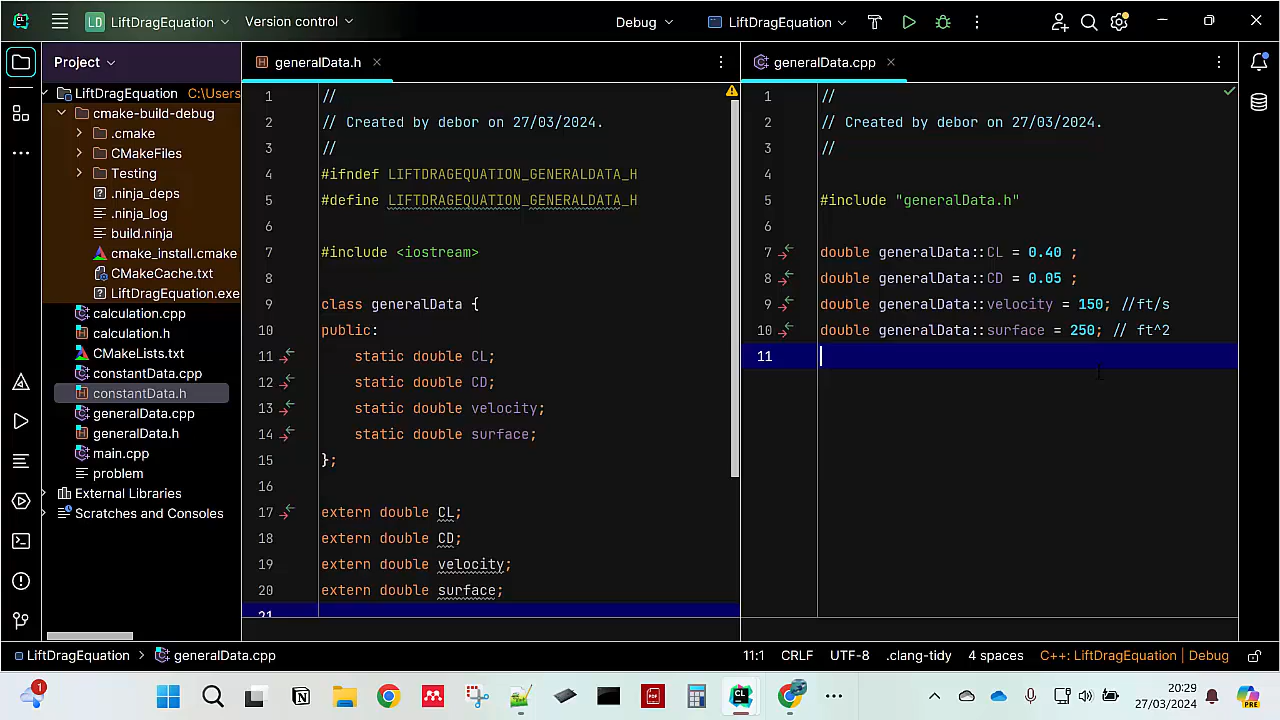 LD LiftDragEquation Version control Debug LiftDragEquation
Project
LiftDragEquation C:\Users
cmake-build-debug
.cmake
CMakeFiles
Testing
.ninja_deps
.ninja_log
build.ninja
cmake_install.cmake
CMakeCache.txt
LiftDragEquation.exe
calculation.cpp
calculation.h
CMakeLists.txt
constantData.cpp
constantData.h
generalData.cpp
generalData.h
main.cpp
problem
External Libraries
Scratches and Consoles
generalData.h
1 //
2 // Created by debor on 27/03/2024.
3 //
4 #ifndef LIFTDRAGEQUATION_GENERALDATA_H
5 #define LIFTDRAGEQUATION_GENERALDATA_H
6
7 #include <iostream>
8
9 class generalData {
10 public:
11 static double CL;
12 static double CD;
13 static double velocity;
14 static double surface;
15 };
16
17 extern double CL;
18 extern double CD;
19 extern double velocity;
20 extern double surface;
21
generalData.cpp
1 //
2 // Created by debor on 27/03/2024.
3 //
4
5 #include "generalData.h"
6
7 double generalData::CL = 0.40 ;
8 double generalData::CD = 0.05 ;
9 double generalData::velocity = 150; //ft/s
10 double generalData::surface = 250; // ft^2
11
LiftDragEquation > generalData.cpp 11:1 CRLF UTF-8 .clang-tidy 4 spaces C++: LiftDragEquation | Debug
1
CL
PDF
PRE
20:29
27/03/2024